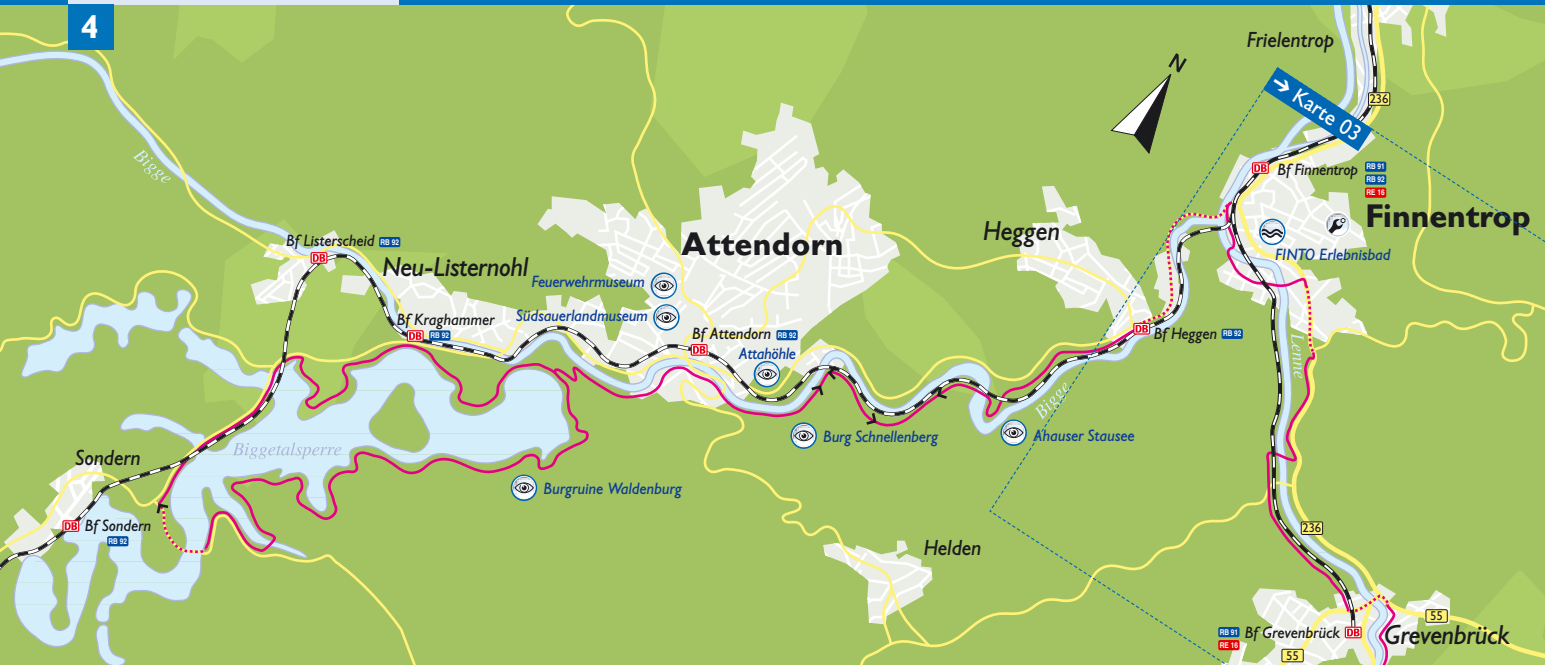 4
Frielentrop
N
236
→ Karte 03
Bigge
DB
Bf Finnentrop
RB 91
RB 92
RE 16
Finnentrop
Bf Listerscheid RB 92
DB
Attendorn
Heggen
FINTO Erlebnisbad
Neu-Listernohl
Feuerwehrmuseum
Südsauerlandmuseum
Bf Kraghammer
DB RB 92
Bf Attendorn RB 92
DB
Attahöhle
DB Bf Heggen RB 92
Lenne
Bigge
Burg Schnellenberg
Ahauser Stausee
Biggetalsperre
Sondern
Burgruine Waldenburg
DB Bf Sondern
RB 92
236
Helden
55
RB 91 Bf Grevenbrück DB
RE 16
Grevenbrück
55